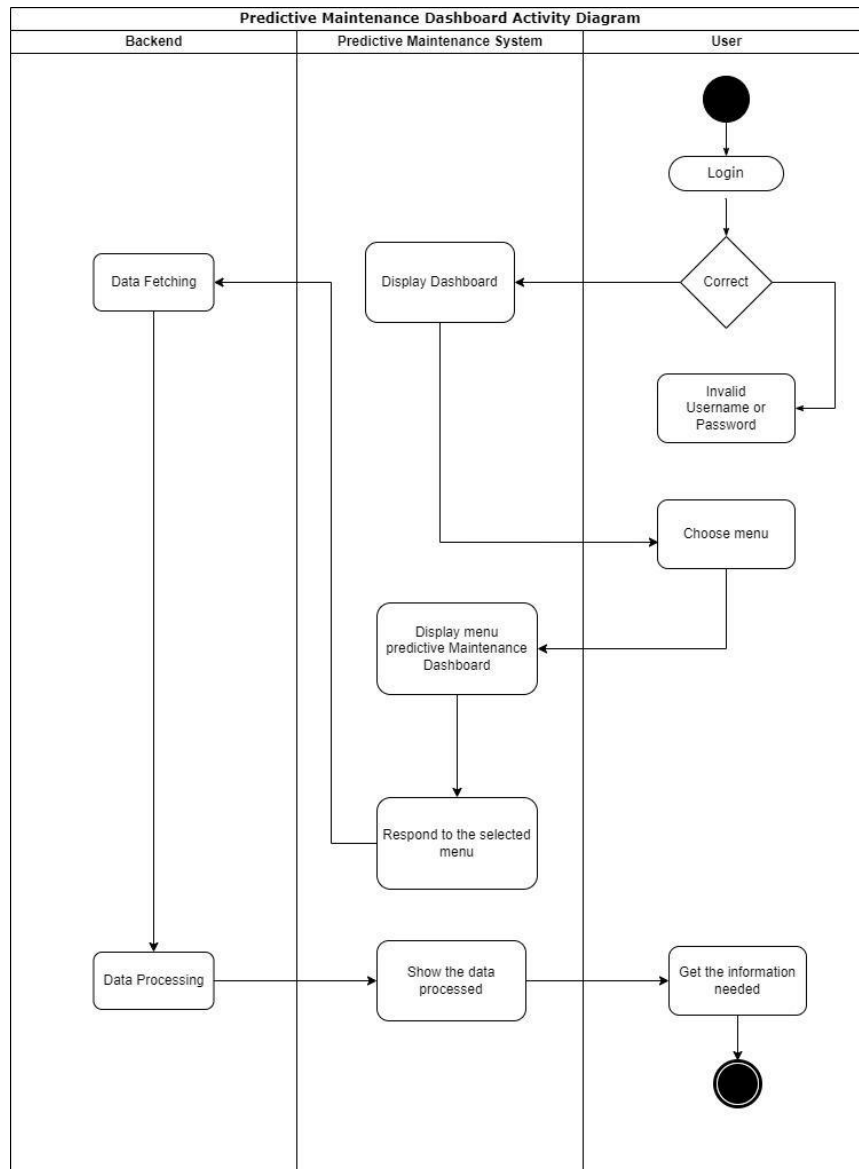 Predictive Maintenance Dashboard Activity Diagram
Backend
Predictive Maintenance System
User
Login
Data Fetching
Display Dashboard
Correct
Invalid
Username or
Password
Choose menu
Display menu
predictive Maintenance
Dashboard
Respond to the selected
menu
Data Processing
Show the data
processed
Get the information
needed